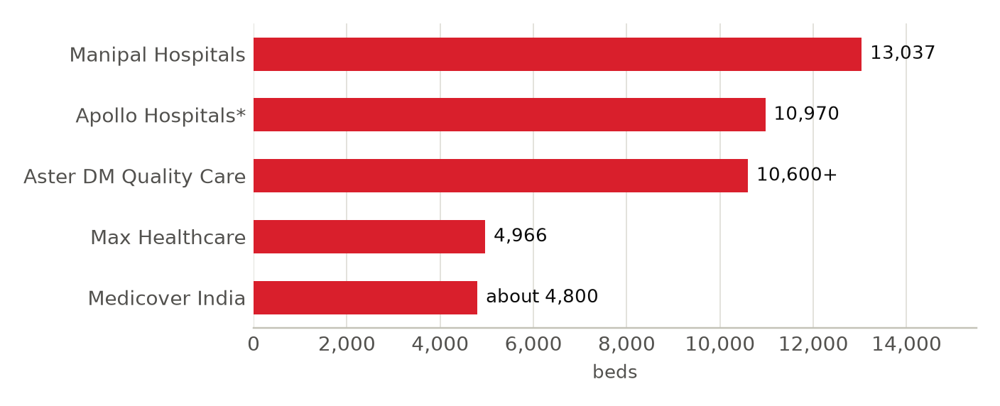 Manipal Hospitals 13,037
Apollo Hospitals* 10,970
Aster DM Quality Care 10,600+
Max Healthcare 4,966
Medicover India about 4,800
0 2,000 4,000 6,000 8,000 10,000 12,000 14,000
beds